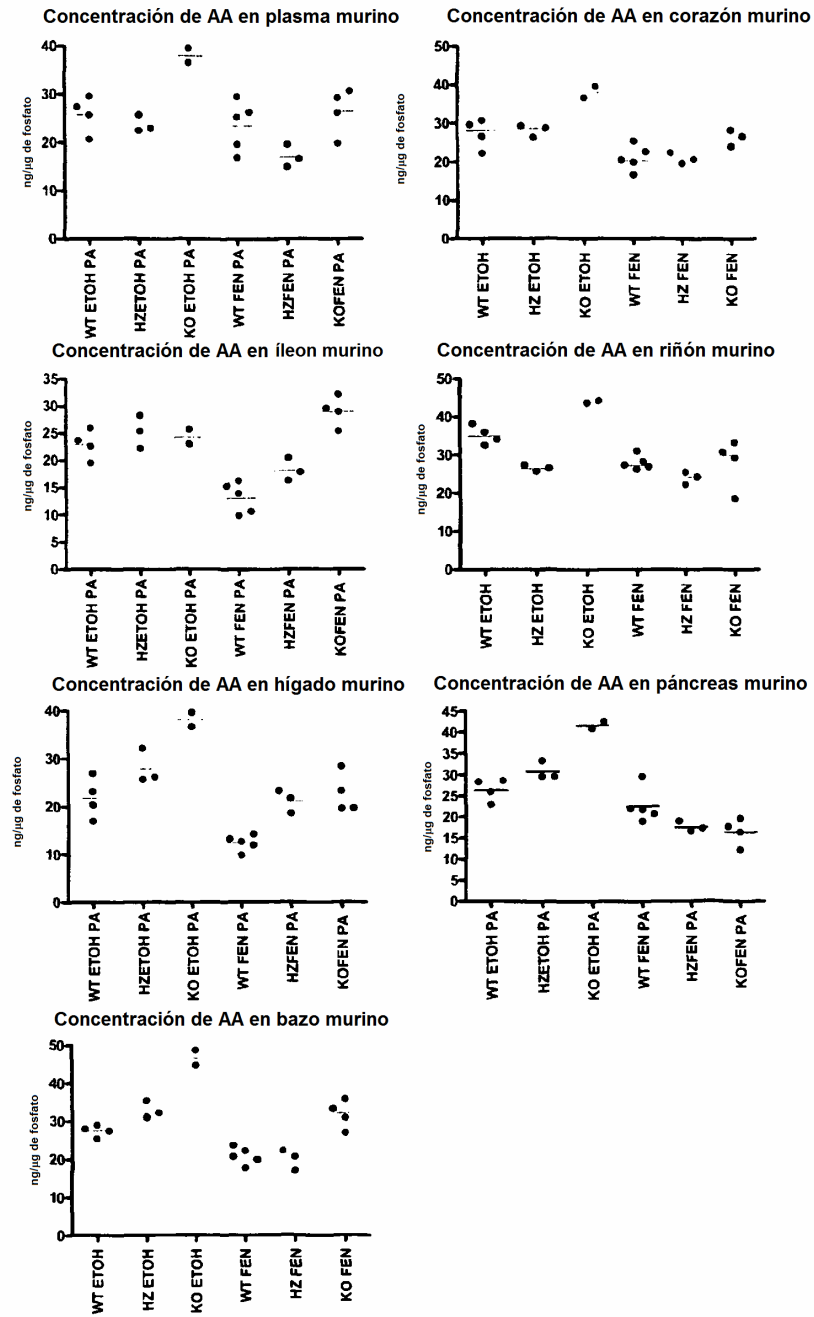 Concentración de AA en plasma murino
ng/µg de fosfato
40
30
20
10
0
WT ETOH PA
HZETOH PA
KO ETOH PA
WT FEN PA
HZFEN PA
KOFEN PA
Concentración de AA en corazón murino
ng/µg de fosfato
50
40
30
20
10
0
WT ETOH
HZ ETOH
KO ETOH
WT FEN
HZ FEN
KO FEN
Concentración de AA en íleon murino
ng/µg de fosfato
35
30
25
20
15
10
5
0
WT ETOH PA
HZETOH PA
KO ETOH PA
WT FEN PA
HZFEN PA
KOFEN PA
Concentración de AA en riñón murino
ng/µg de fosfato
50
40
30
20
10
0
WT ETOH
HZ ETOH
KO ETOH
WT FEN
HZ FEN
KO FEN
Concentración de AA en hígado murino
ng/µg de fosfato
40
30
20
10
0
WT ETOH PA
HZETOH PA
KO ETOH PA
WT FEN PA
HZFEN PA
KOFEN PA
Concentración de AA en páncreas murino
ng/µg de fosfato
45
35
30
25
20
15
10
5
0
WT ETOH PA
HZETOH PA
KO ETOH PA
WT FEN PA
HZFEN PA
KOFEN PA
Concentración de AA en bazo murino
ng/µg de fosfato
50
40
30
20
10
0
WT ETOH
HZ ETOH
KO ETOH
WT FEN
HZ FEN
KO FEN